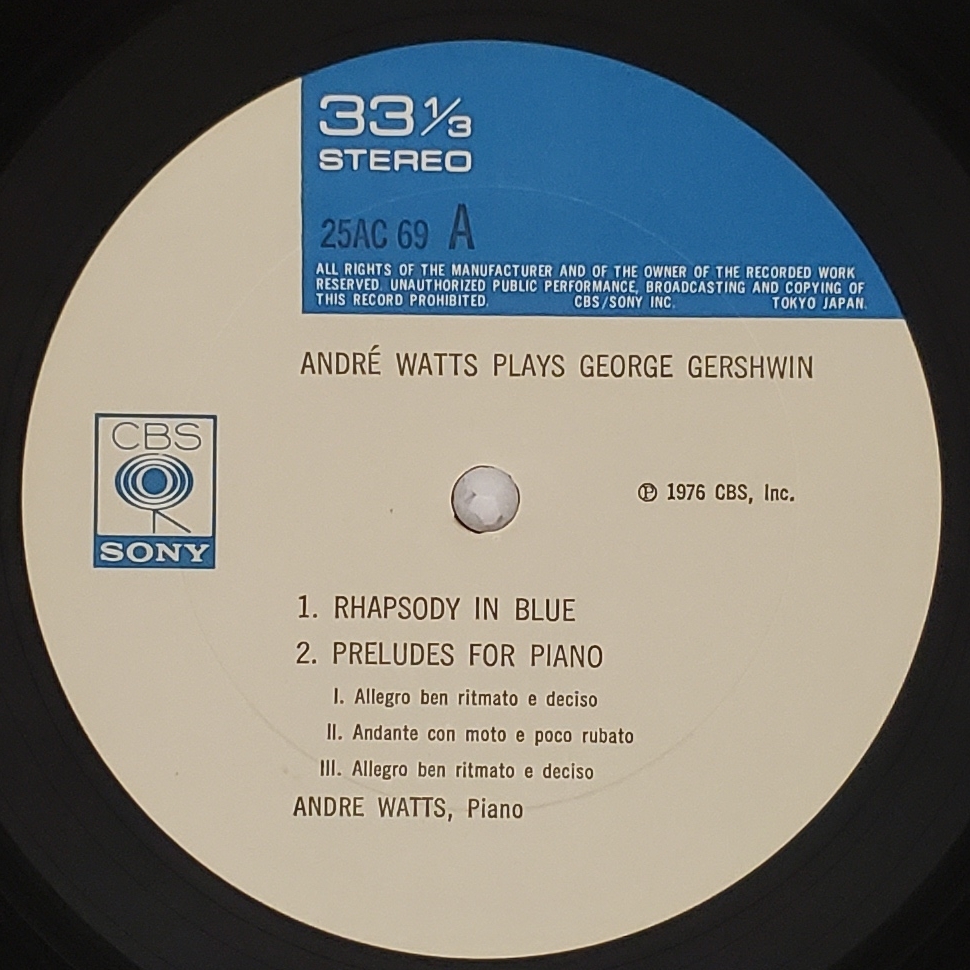 33 1/3
STEREO
25AC 69 A
ALL RIGHTS OF THE MANUFACTURER AND OF THE OWNER OF THE RECORDED WORK
RESERVED. UNAUTHORIZED PUBLIC PERFORMANCE, BROADCASTING AND COPYING OF
THIS RECORD PROHIBITED. CBS/SONY INC. TOKYO JAPAN.
ANDRÉ WATTS PLAYS GEORGE GERSHWIN
CBS
SONY
℗ 1976 CBS, Inc.
1. RHAPSODY IN BLUE
2. PRELUDES FOR PIANO
I. Allegro ben ritmato e deciso
II. Andante con moto e poco rubato
III. Allegro ben ritmato e deciso
ANDRE WATTS, Piano